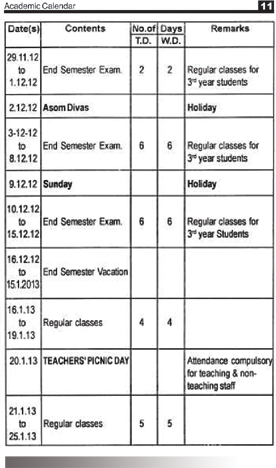 Academic Calendar 11
Date(s) Contents No.of Days Remarks
T.D. W.D.
29.11.12
to End Semester Exam. 2 2 Regular classes for
1.12.12 3rd year students
2.12.12 Asom Divas Holiday
3-12-12
to End Semester Exam. 6 6 Regular classes for
8.12.12 3rd year students
9.12.12 Sunday Holiday
10.12.12
to End Semester Exam. 6 6 Regular classes for
15.12.12 3rd year Students
16.12.12
to End Semester Vacation
15.1.2013
16.1.13
to Regular classes 4 4
19.1.13
20.1.13 TEACHERS' PICNIC DAY Attendance compulsory
for teaching & non-
teaching staff
21.1.13
to Regular classes 5 5
25.1.13